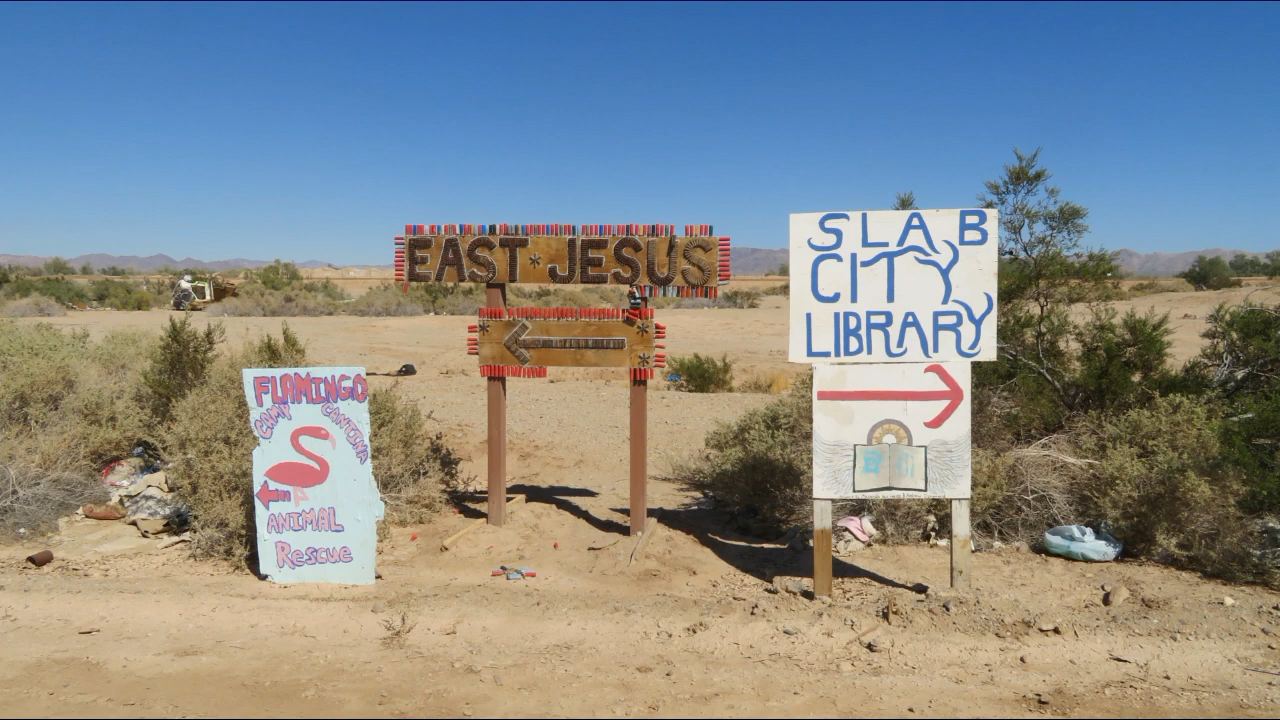 FLAMINGO
CAMP CANTINA
ANIMAL
Rescue
EAST * JESUS
SLAB
CITY
LIBRARY